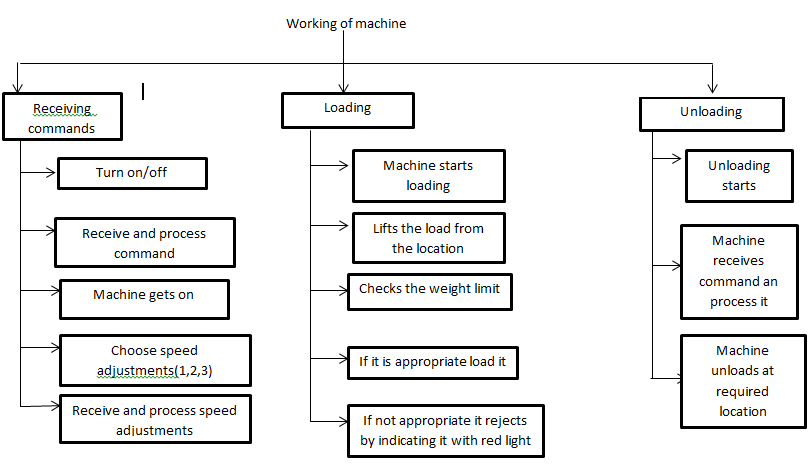 Working of machine
Receiving
commands
Turn on/off
Receive and process
command
Machine gets on
Choose speed
adjustments(1,2,3)
Receive and process speed
adjustments
Loading
Machine starts
loading
Lifts the load from
the location
Checks the weight limit
If it is appropriate load it
If not appropriate it rejects
by indicating it with red light
Unloading
Unloading
starts
Machine
receives
command an
process it
Machine
unloads at
required
location